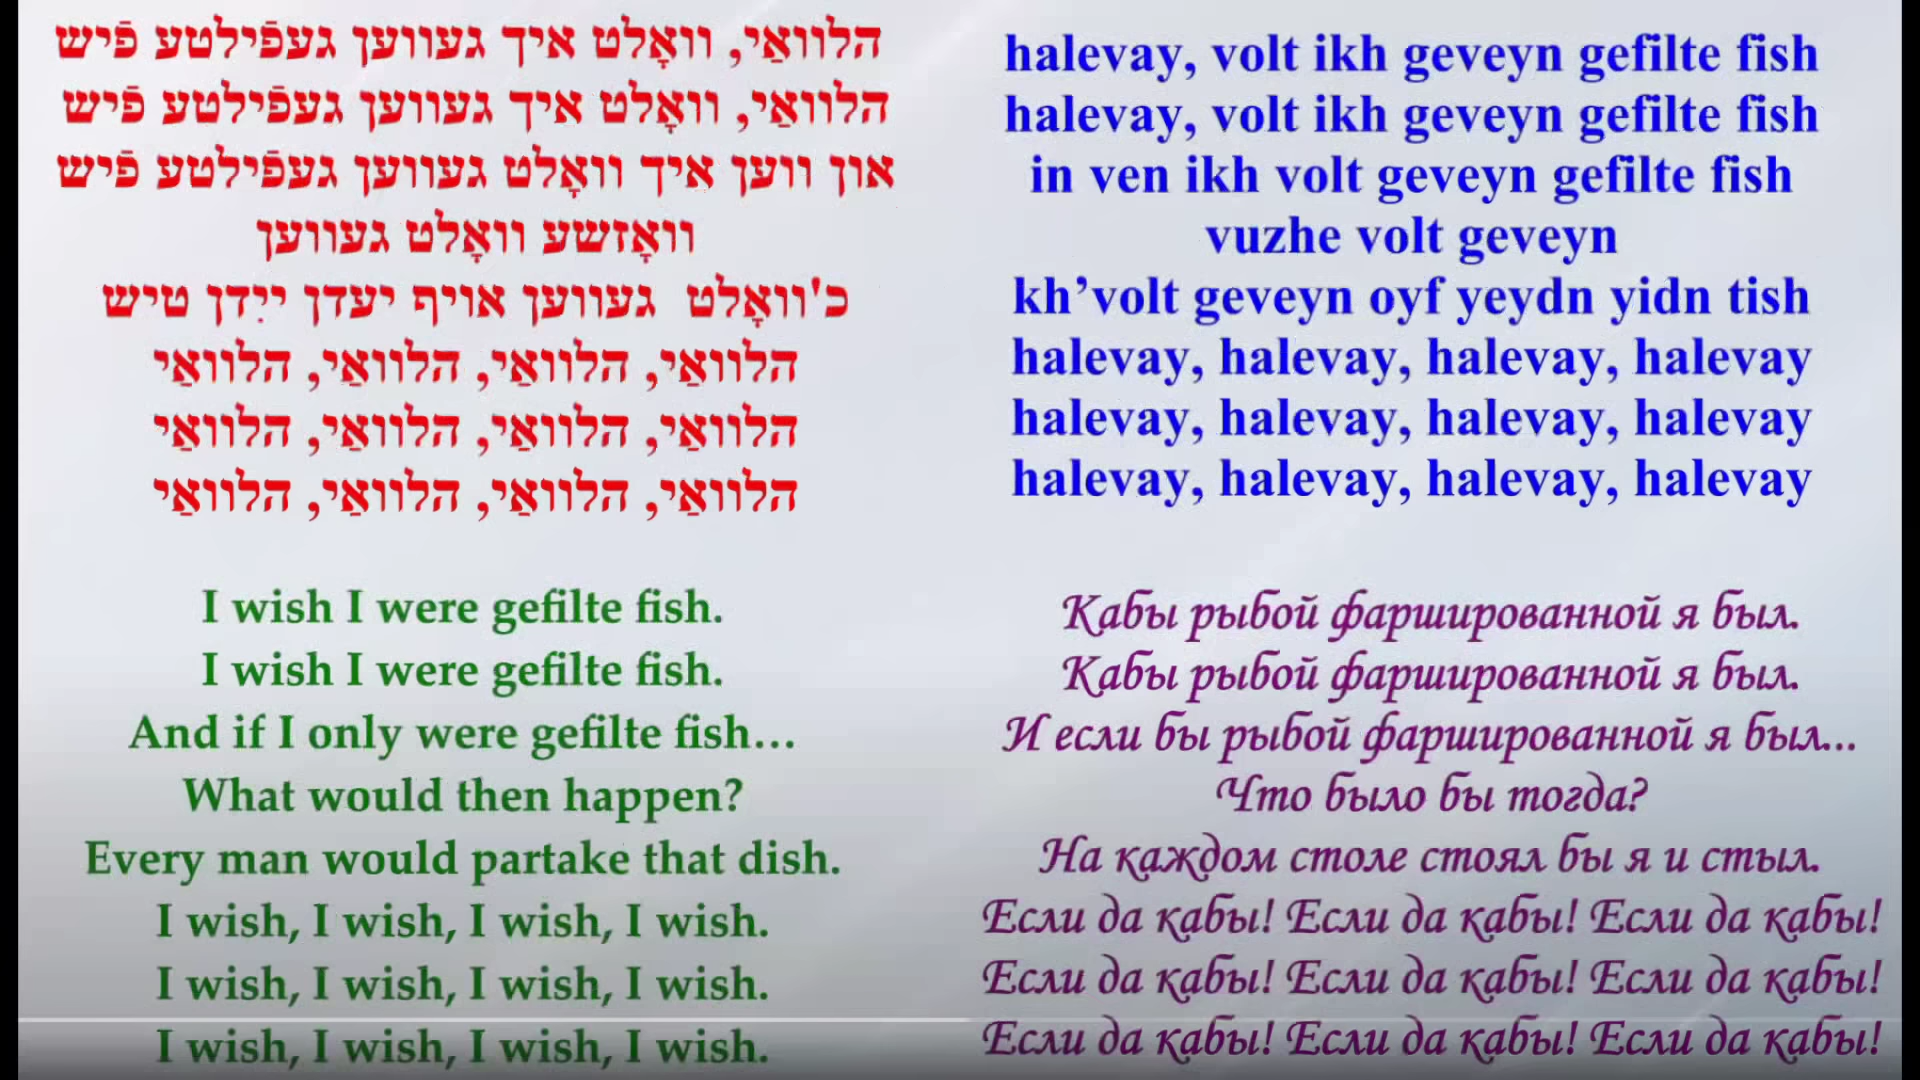 הלוואַי, וואָלט איך געווען געפֿילטע פֿיש
הלוואַי, וואָלט איך געווען געפֿילטע פֿיש
און ווען איך וואָלט געווען געפֿילטע פֿיש
וואָזשע וואָלט געווען
כ'וואָלט געווען אויף יעדן ייִדן טיש
הלוואַי, הלוואַי, הלוואַי, הלוואַי
הלוואַי, הלוואַי, הלוואַי, הלוואַי
הלוואַי, הלוואַי, הלוואַי, הלוואַי
halevay, volt ikh geveyn gefilte fish
halevay, volt ikh geveyn gefilte fish
in ven ikh volt geveyn gefilte fish
vuzhe volt geveyn
kh’volt geveyn oyf yeydn yidn tish
halevay, halevay, halevay, halevay
halevay, halevay, halevay, halevay
halevay, halevay, halevay, halevay
I wish I were gefilte fish.
I wish I were gefilte fish.
And if I only were gefilte fish…
What would then happen?
Every man would partake that dish.
I wish, I wish, I wish, I wish.
I wish, I wish, I wish, I wish.
I wish, I wish, I wish, I wish.
Кабы рыбой фаршированной я был.
Кабы рыбой фаршированной я был.
И если бы рыбой фаршированной я был...
Что было бы тогда?
На каждом столе стоял бы я и стыл.
Если да кабы! Если да кабы! Если да кабы!
Если да кабы! Если да кабы! Если да кабы!
Если да кабы! Если да кабы! Если да кабы!